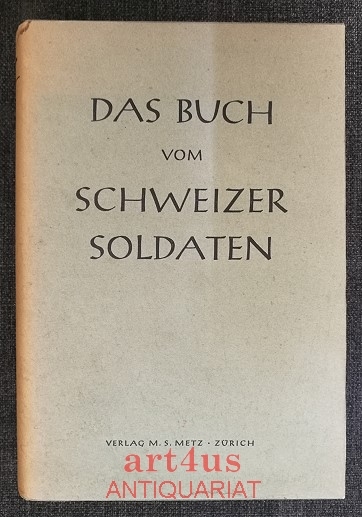 DAS BUCH
VOM
SCHWEIZER
SOLDATEN
VERLAG M. S. METZ · ZÜRICH
art4us
ANTIQUARIAT